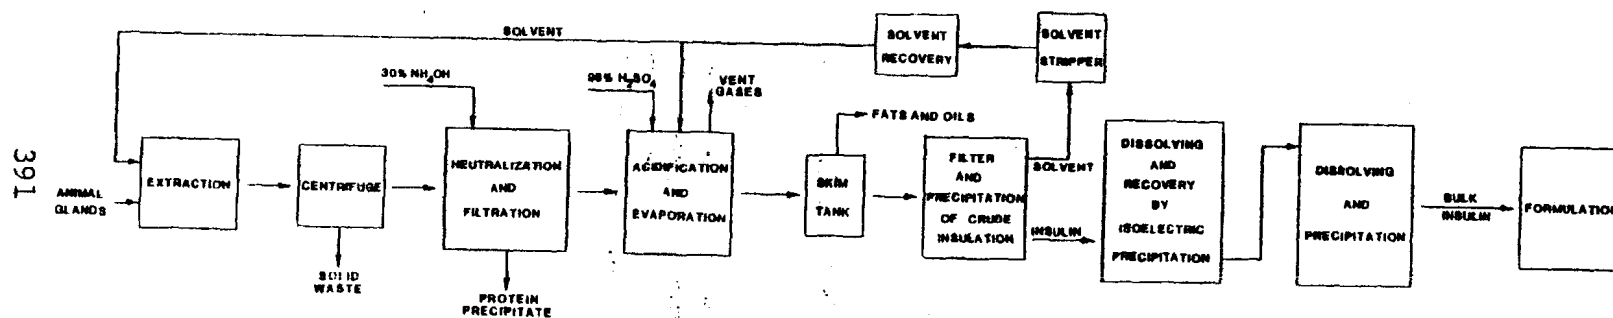 SOLVENT
SOLVENT
RECOVERY
SOLVENT
STRIPPER
30% NH4OH
98% H2SO4
VENT
GASES
FATS AND OILS
391
ANIMAL
GLANDS
EXTRACTION
CENTRIFUGE
NEUTRALIZATION
AND
FILTRATION
ACIDIFICATION
AND
EVAPORATION
SKIM
TANK
FILTER
AND
PRECIPITATION
OF CRUDE
INSULATION
SOLVENT
INSULIN
DISSOLVING
AND
RECOVERY
BY
ISOELECTRIC
PRECIPITATION
DISSOLVING
AND
PRECIPITATION
BULK
INSULIN
FORMULATION
SOLID
WASTE
PROTEIN
PRECIPITATE